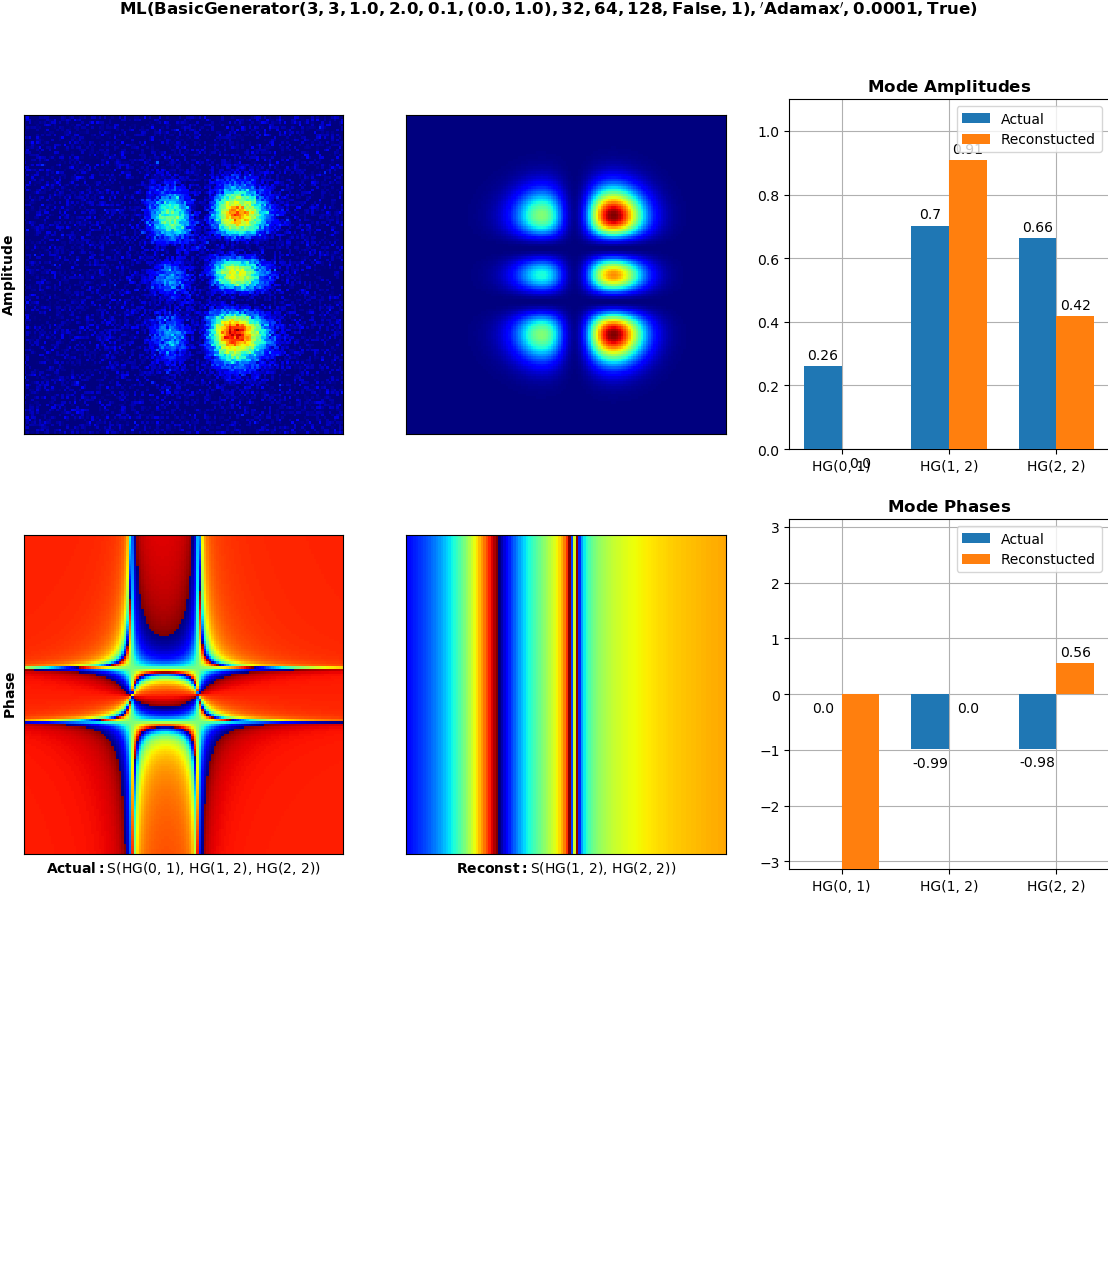 ML(BasicGenerator(3, 3, 1.0, 2.0, 0.1, (0.0, 1.0), 32, 64, 128, False, 1), 'Adamax', 0.0001, True)
Amplitude
Mode Amplitudes
Actual
Reconstucted
1.0
0.8
0.6
0.4
0.2
0.0
0.26
0.0
0.7
0.91
0.66
0.42
HG(0, 1)
HG(1, 2)
HG(2, 2)
Phase
Actual: S(HG(0, 1), HG(1, 2), HG(2, 2))
Reconst: S(HG(1, 2), HG(2, 2))
Mode Phases
Actual
Reconstucted
3
2
1
0
−1
−2
−3
0.0
-0.99
0.0
-0.98
0.56
HG(0, 1)
HG(1, 2)
HG(2, 2)